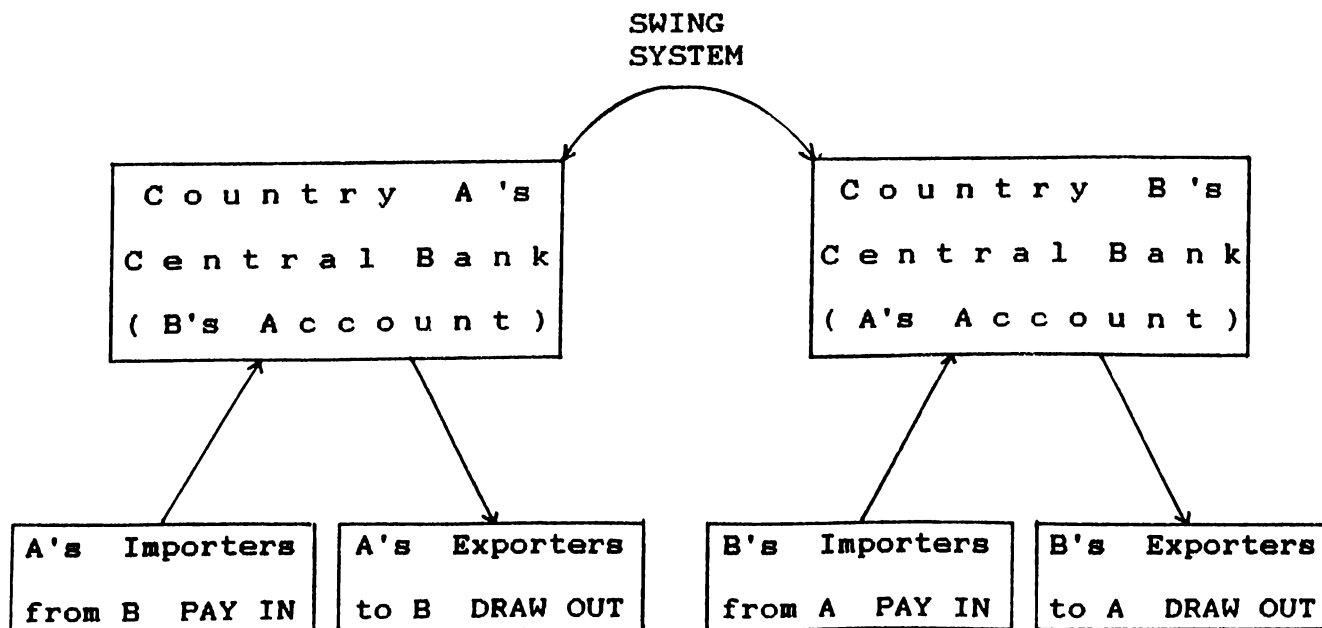 SWING
SYSTEM
Country A's
Central Bank
(B's Account)
Country B's
Central Bank
(A's Account)
A's Importers
from B PAY IN
A's Exporters
to B DRAW OUT
B's Importers
from A PAY IN
B's Exporters
to A DRAW OUT